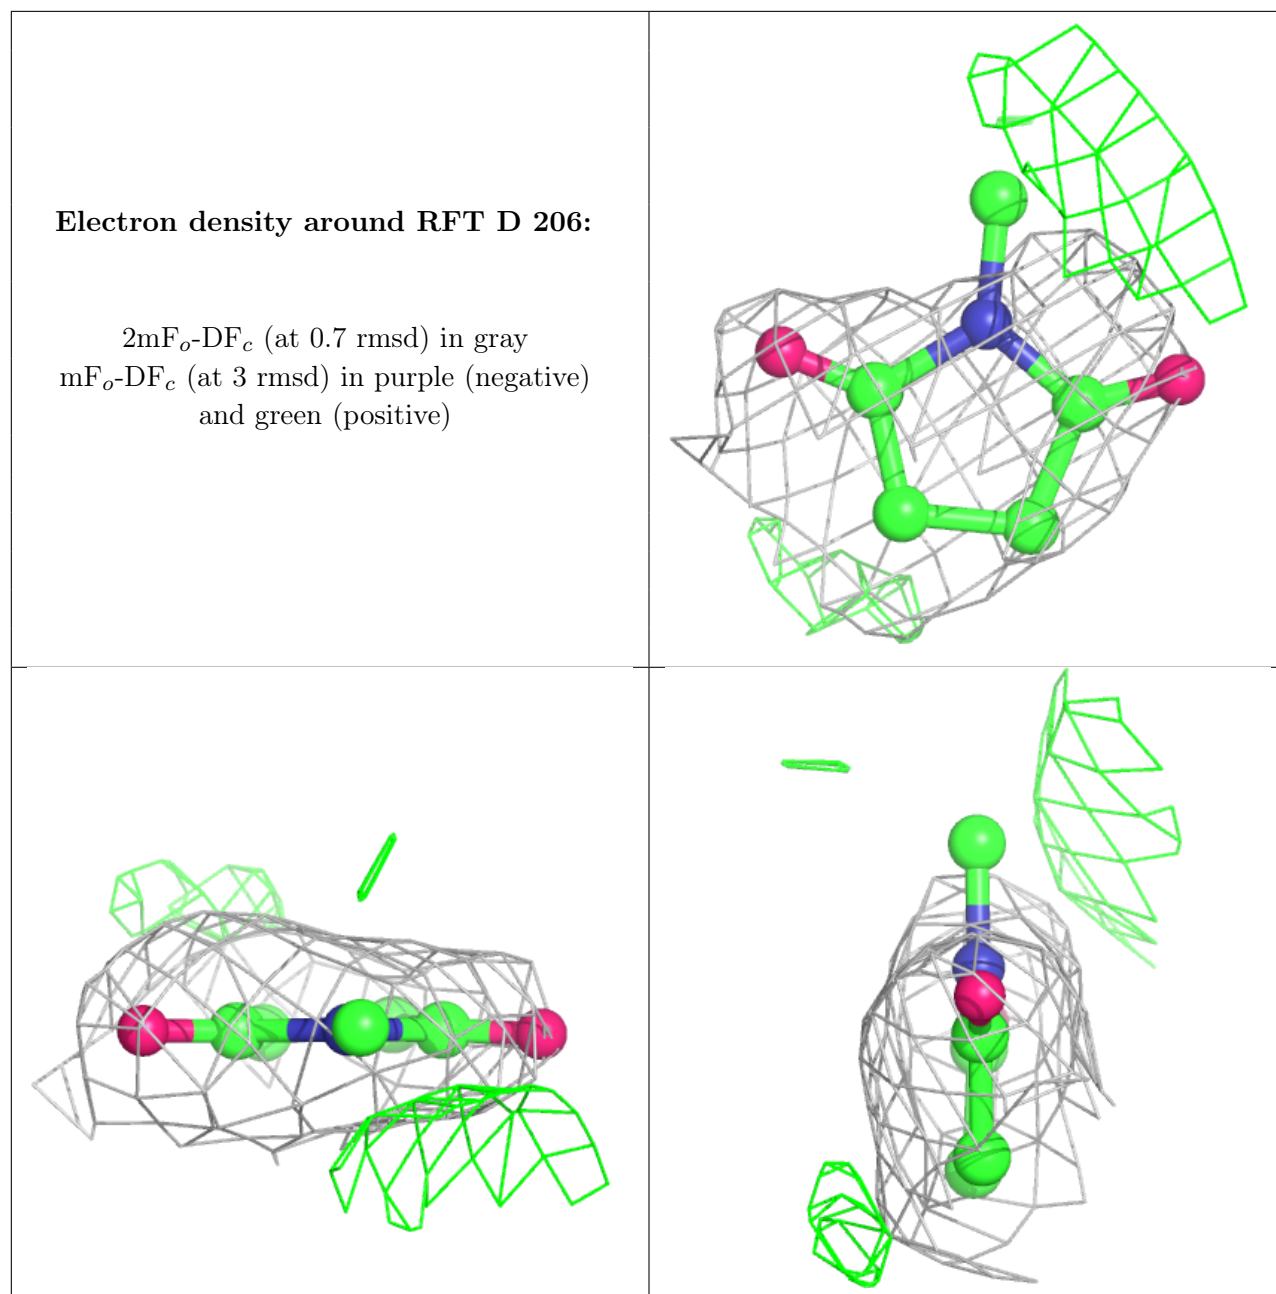 Electron density around RFT D 206:
2mFₒ-DF𝒸 (at 0.7 rmsd) in gray
mFₒ-DF𝒸 (at 3 rmsd) in purple (negative)
and green (positive)